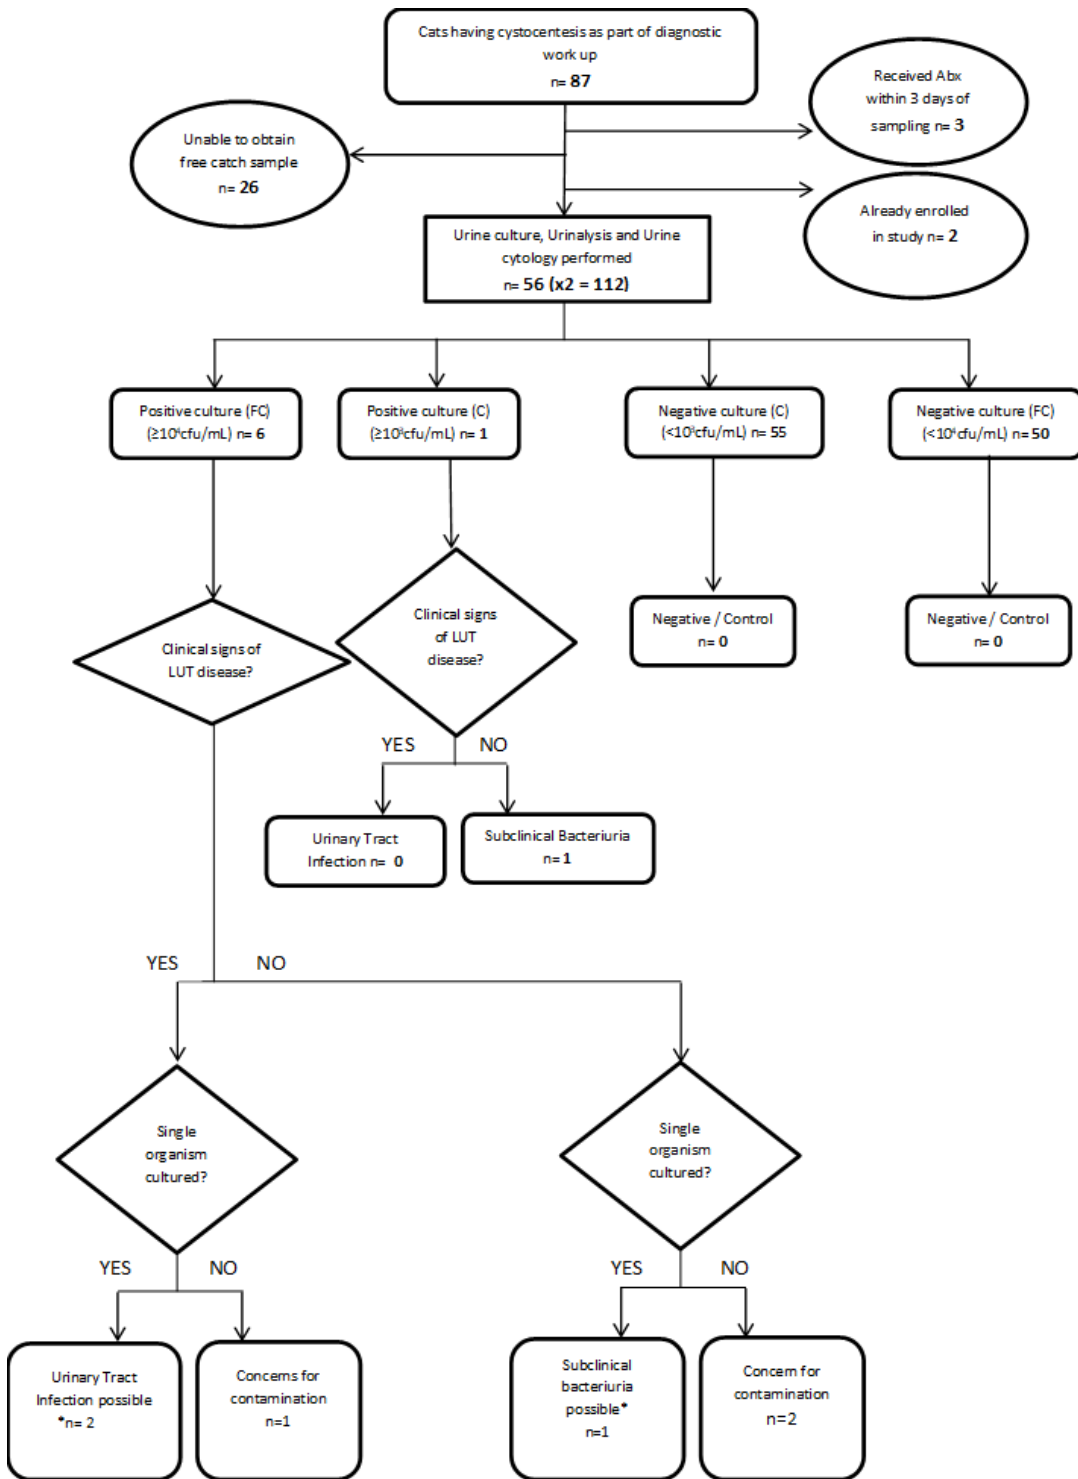 Cats having cystocentesis as part of diagnostic
work up
n= 87
Received Abx
within 3 days of
sampling n= 3
Unable to obtain
free catch sample
n= 26
Already enrolled
in study n= 2
Urine culture, Urinalysis and Urine
cytology performed
n= 56 (x2 = 112)
Positive culture (FC)
(≥10⁴cfu/mL) n= 6
Positive culture (C)
(≥10³cfu/mL) n= 1
Negative culture (C)
(<10³cfu/mL) n= 55
Negative culture (FC)
(<10⁴cfu/mL) n= 50
Clinical signs of
LUT disease?
Clinical signs
of LUT
disease?
Negative / Control
n= 0
Negative / Control
n= 0
YES NO
Urinary Tract
Infection n= 0
Subclinical Bacteriuria
n= 1
YES NO
Single
organism
cultured?
Single
organism
cultured?
YES NO
YES NO
Urinary Tract
Infection possible
*n= 2
Concerns for
contamination
n=1
Subclinical
bacteriuria
possible*
n=1
Concern for
contamination
n=2